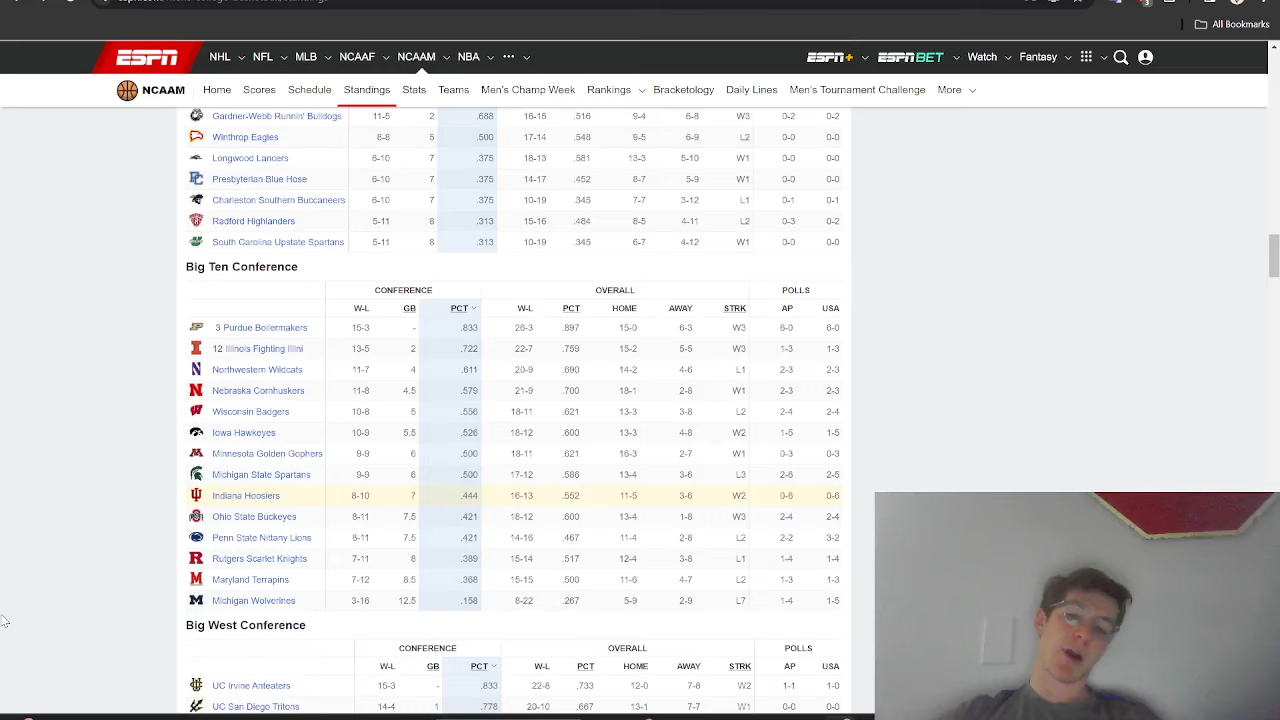 All Bookmarks
ESPN NHL NFL MLB NCAAF NCAAM NBA ••• ESPN+ ESPN BET Watch Fantasy
NCAAM Home Scores Schedule Standings Stats Teams Men's Champ Week Rankings Bracketology Daily Lines Men's Tournament Challenge More
Gardner-Webb Runnin' Bulldogs 11-5 2 .688 16-15 .516 9-4 6-8 W3 0-2 0-2
Winthrop Eagles 8-8 5 .500 17-14 .548 9-5 6-9 L2 0-0 0-0
Longwood Lancers 6-10 7 .375 18-13 .581 13-3 5-10 W1 0-0 0-0
Presbyterian Blue Hose 6-10 7 .375 14-17 .452 8-7 5-9 W1 0-0 0-0
Charleston Southern Buccaneers 6-10 7 .375 10-19 .345 7-7 3-12 L1 0-1 0-1
Radford Highlanders 5-11 8 .313 15-16 .484 8-5 4-11 L2 0-3 0-2
South Carolina Upstate Spartans 5-11 8 .313 10-19 .345 6-7 4-12 W1 0-0 0-0
Big Ten Conference
CONFERENCE OVERALL POLLS
W-L GB PCT W-L PCT HOME AWAY STRK AP USA
3 Purdue Boilermakers 15-3 - .833 26-3 .897 15-0 6-3 W3 6-0 6-0
12 Illinois Fighting Illini 13-5 2 .722 22-7 .759 15-2 5-5 W3 1-3 1-3
Northwestern Wildcats 11-7 4 .611 20-9 .690 14-2 4-6 L1 2-3 2-3
Nebraska Cornhuskers 11-8 4.5 .579 21-9 .700 18-1 2-8 W1 2-3 2-3
Wisconsin Badgers 10-8 5 .556 18-11 .621 13-3 3-8 L2 2-4 2-4
Iowa Hawkeyes 10-9 5.5 .526 18-12 .600 13-3 4-8 W2 1-5 1-5
Minnesota Golden Gophers 9-9 6 .500 18-11 .621 16-3 2-7 W1 0-3 0-3
Michigan State Spartans 9-9 6 .500 17-12 .586 13-4 3-6 L3 2-6 2-5
Indiana Hoosiers 8-10 7 .444 16-13 .552 11-5 3-6 W2 0-6 0-6
Ohio State Buckeyes 8-11 7.5 .421 18-12 .600 13-4 1-8 W3 2-4 2-4
Penn State Nittany Lions 8-11 7.5 .421 14-16 .467 11-4 2-8 L2 2-2 3-2
Rutgers Scarlet Knights 7-11 8 .389 15-14 .517 12-4 3-8 L1 1-4 1-4
Maryland Terrapins 7-12 8.5 .368 15-15 .500 11-6 4-7 L2 1-3 1-3
Michigan Wolverines 3-16 12.5 .158 8-22 .267 5-9 2-9 L7 1-4 1-5
Big West Conference
CONFERENCE OVERALL POLLS
W-L GB PCT W-L PCT HOME AWAY STRK AP USA
UC Irvine Anteaters 15-3 - .833 22-8 .733 12-0 7-8 W2 1-1 1-0
UC San Diego Tritons 14-4 1 .778 20-10 .667 13-1 7-7 W1 0-0 0-0